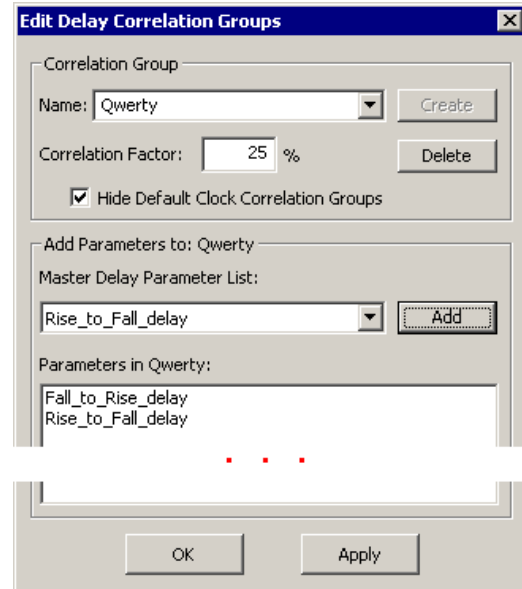 Edit Delay Correlation Groups
Correlation Group
Name: Qwerty Create
Correlation Factor: 25 % Delete
Hide Default Clock Correlation Groups
Add Parameters to: Qwerty
Master Delay Parameter List:
Rise_to_Fall_delay Add
Parameters in Qwerty:
Fall_to_Rise_delay
Rise_to_Fall_delay
. . .
OK Apply